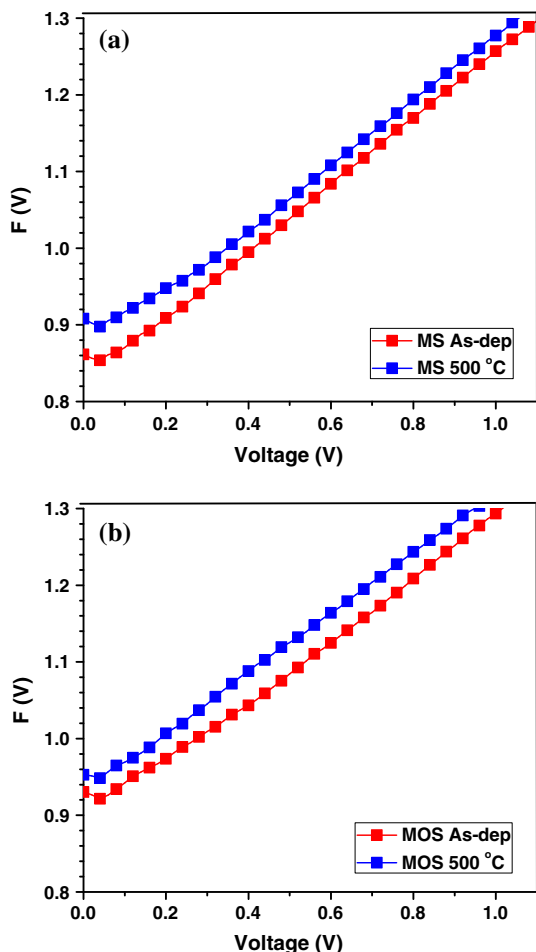 (a)
1.3
1.2
1.1
1.0
0.9
0.8
F (V)
MS As-dep
MS 500 °C
0.0 0.2 0.4 0.6 0.8 1.0
Voltage (V)
(b)
1.3
1.2
1.1
1.0
0.9
0.8
F (V)
MOS As-dep
MOS 500 °C
0.0 0.2 0.4 0.6 0.8 1.0
Voltage (V)